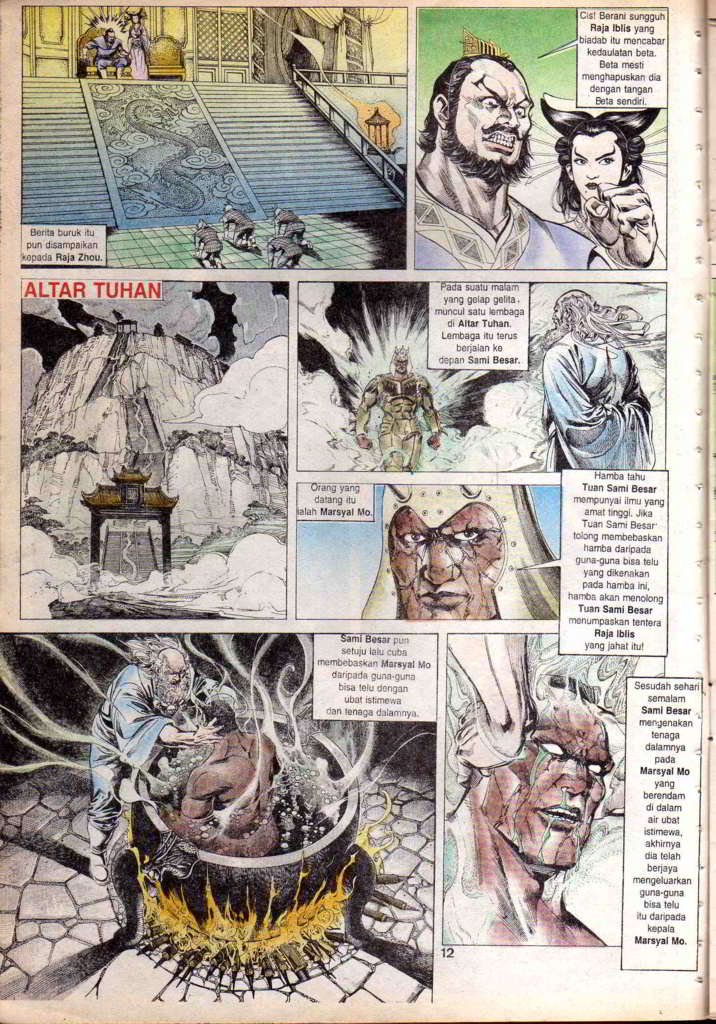 Berita buruk itu
pun disampaikan
kepada Raja Zhou.
Cis! Berani sungguh
Raja Iblis yang
biadab itu mencabar
kedaulatan beta.
Beta mesti
menghapuskan dia
dengan tangan
Beta sendiri.
ALTAR TUHAN
Pada suatu malam
yang gelap gelita,
muncul satu lembaga
di Altar Tuhan.
Lembaga itu terus
berjalan ke
depan Sami Besar.
Orang yang
datang itu
ialah Marsyal Mo.
Hamba tahu
Tuan Sami Besar
mempunyai ilmu yang
amat tinggi. Jika
Tuan Sami Besar
tolong membebaskan
hamba daripada
guna-guna bisa telu
yang dikenakan
pada hamba ini,
hamba akan menolong
Tuan Sami Besar
menumpaskan tentera
Raja Iblis
yang jahat itu!
Sami Besar pun
setuju lalu cuba
membebaskan Marsyal Mo
daripada guna-guna
bisa telu dengan
ubat istimewa
dan tenaga dalamnya.
Sesudah sehari
semalam
Sami Besar
mengenakan
tenaga
dalamnya
pada
Marsyal Mo
yang
berendam
di dalam
air ubat
istimewa,
akhirnya
dia telah
berjaya
mengeluarkan
guna-guna
bisa telu
itu daripada
kepala
Marsyal Mo.
12